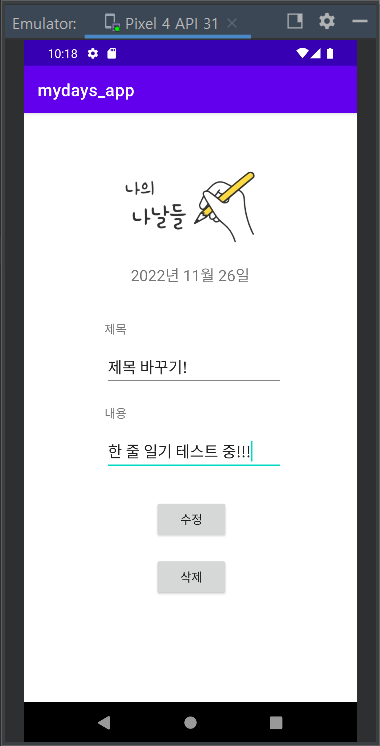 Emulator: Pixel 4 API 31
10:18
mydays_app
나의
나날들
2022년 11월 26일
제목
제목 바꾸기!
내용
한 줄 일기 테스트 중!!!
수정
삭제